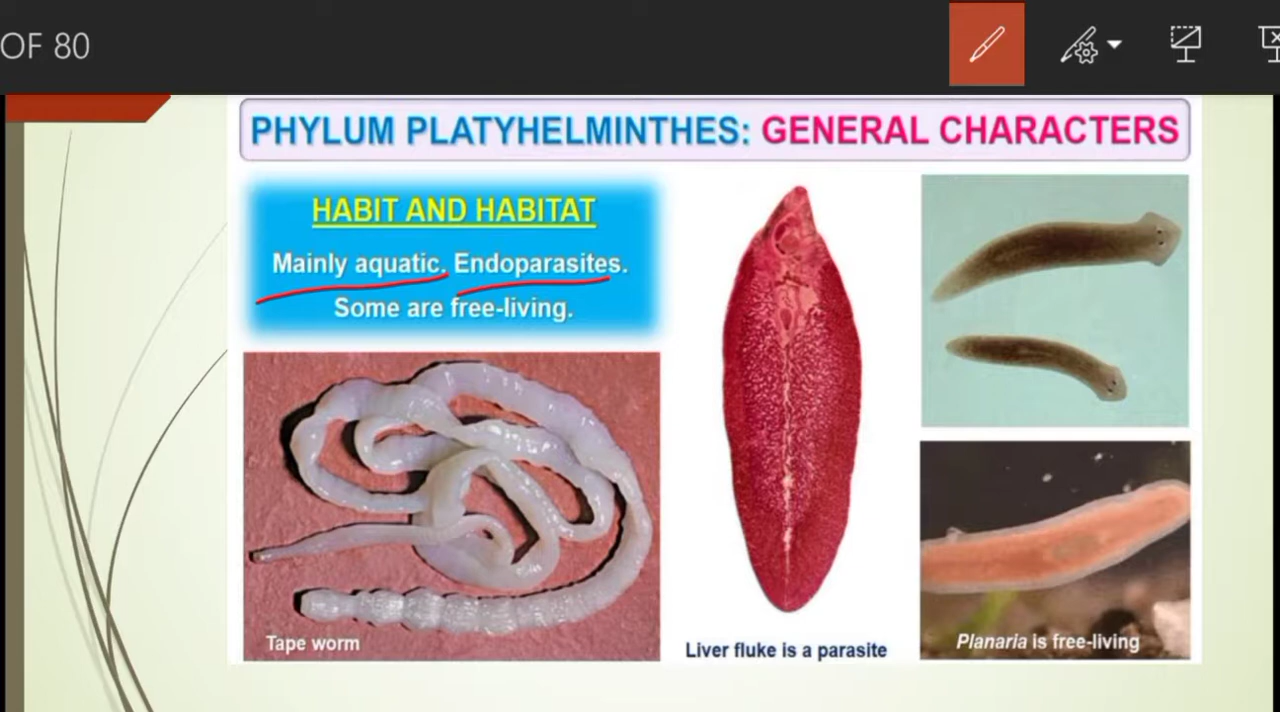 OF 80
PHYLUM PLATYHELMINTHES: GENERAL CHARACTERS
HABIT AND HABITAT
Mainly aquatic. Endoparasites.
Some are free-living.
Tape worm
Liver fluke is a parasite
Planaria is free-living